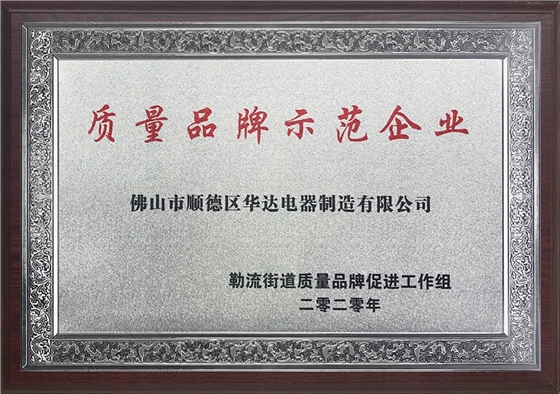 质量品牌示范企业
佛山市顺德区华达电器制造有限公司
勒流街道质量品牌促进工作组
二零二零年